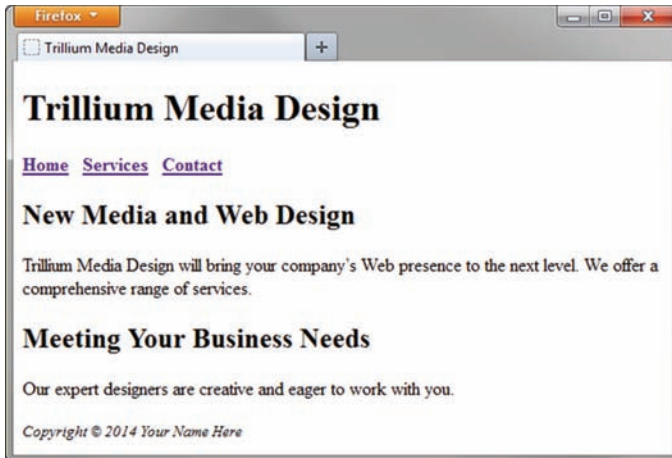 Firefox
Trillium Media Design
Trillium Media Design
Home Services Contact
New Media and Web Design
Trillium Media Design will bring your company's Web presence to the next level. We offer a
comprehensive range of services.
Meeting Your Business Needs
Our expert designers are creative and eager to work with you.
Copyright © 2014 Your Name Here